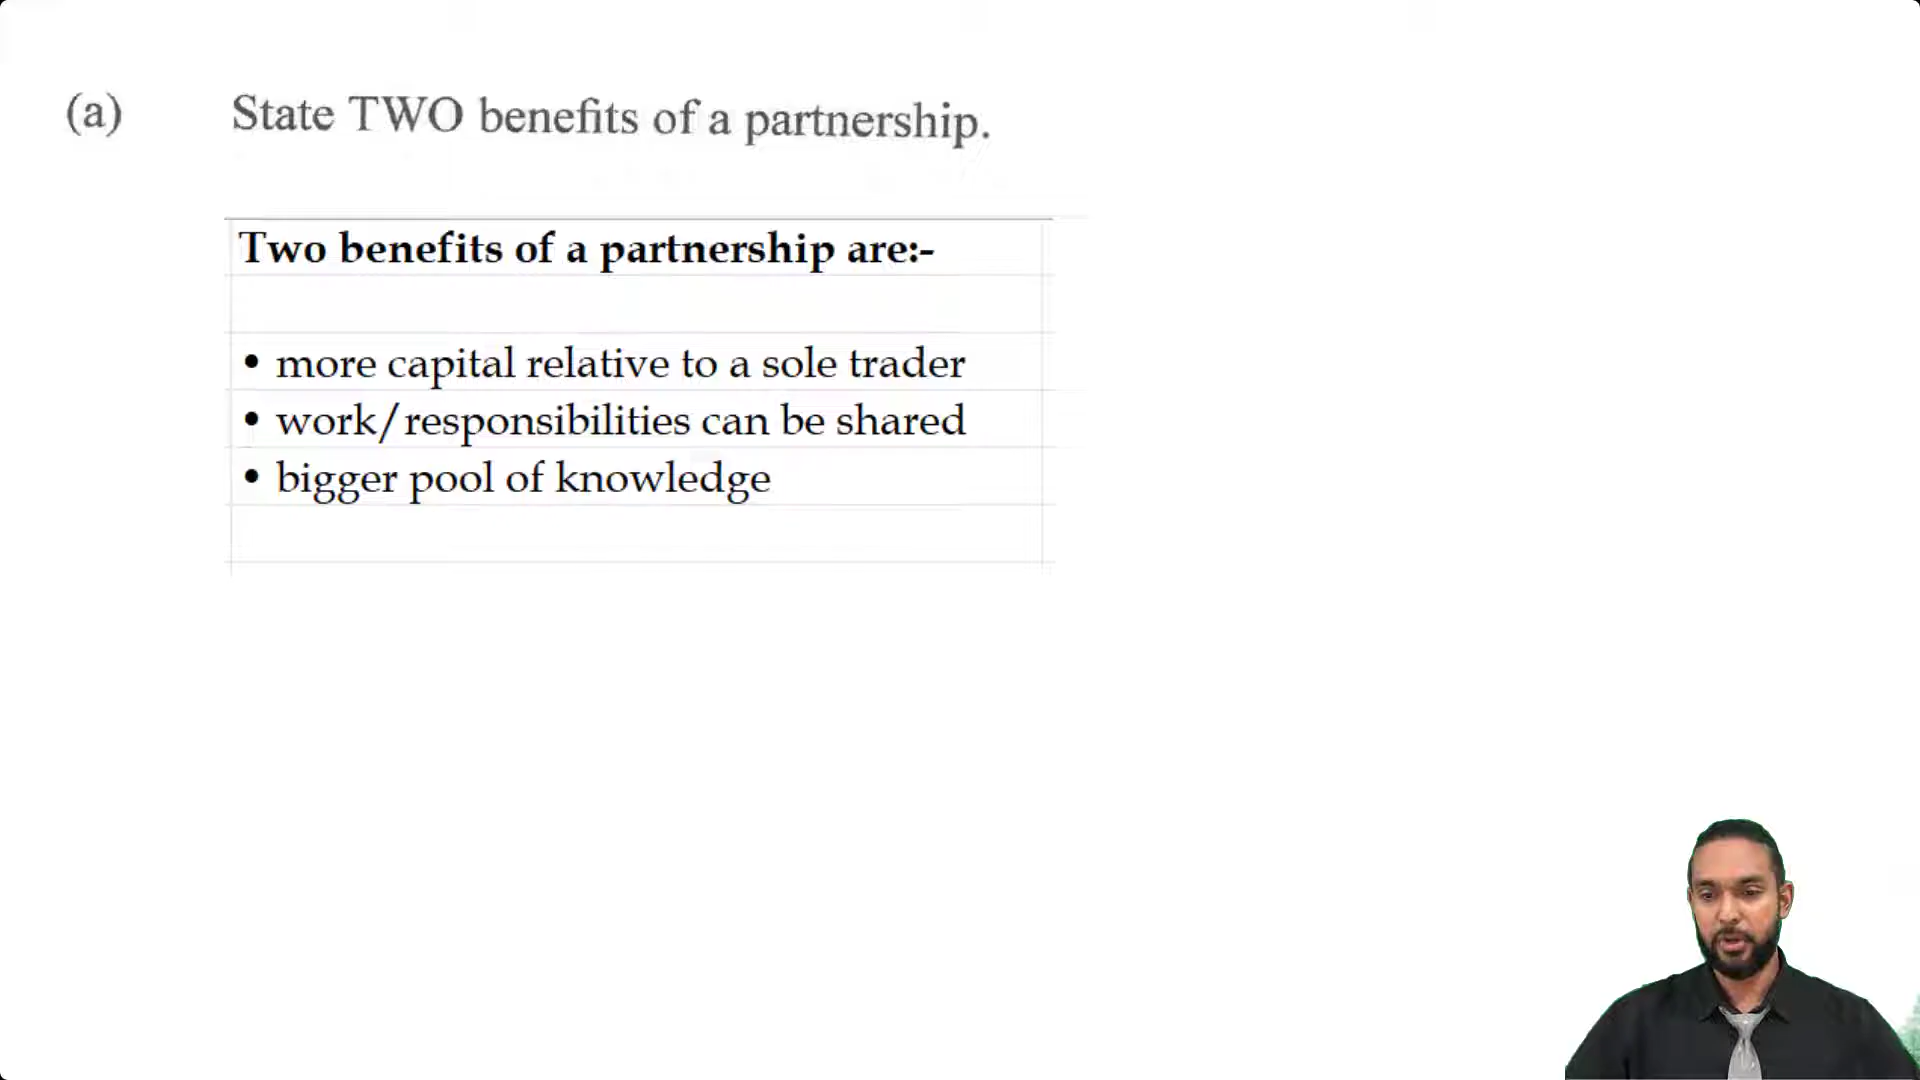 (a) State TWO benefits of a partnership.
Two benefits of a partnership are:-
• more capital relative to a sole trader
• work/responsibilities can be shared
• bigger pool of knowledge